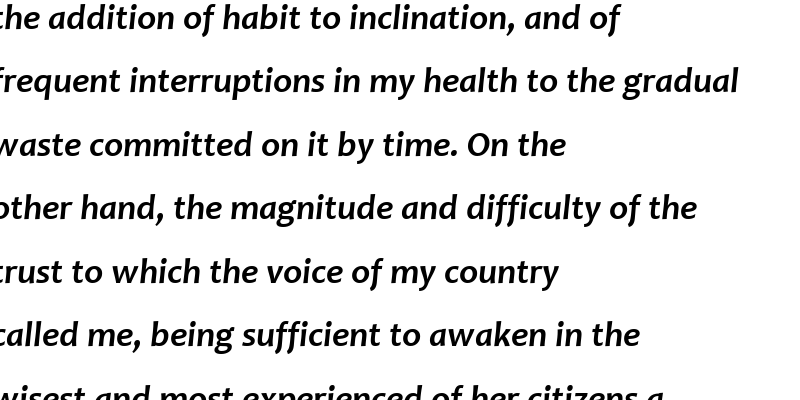 the addition of habit to inclination, and of
frequent interruptions in my health to the gradual
waste committed on it by time. On the
other hand, the magnitude and difficulty of the
trust to which the voice of my country
called me, being sufficient to awaken in the
wisest and most experienced of her citizens a